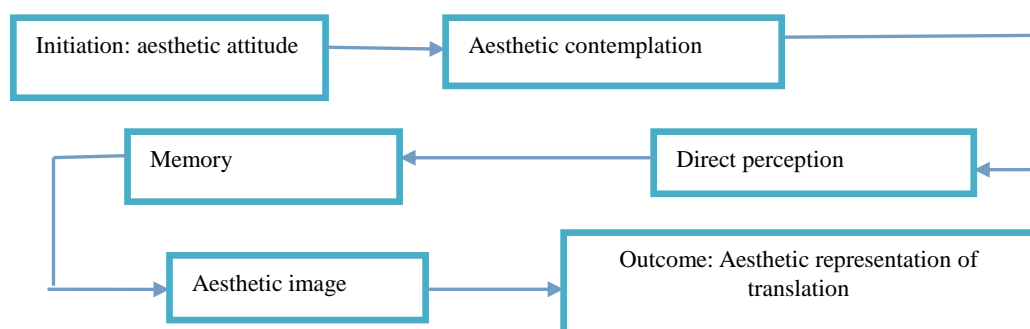 Initiation: aesthetic attitude
Aesthetic contemplation
Memory
Direct perception
Aesthetic image
Outcome: Aesthetic representation of
translation